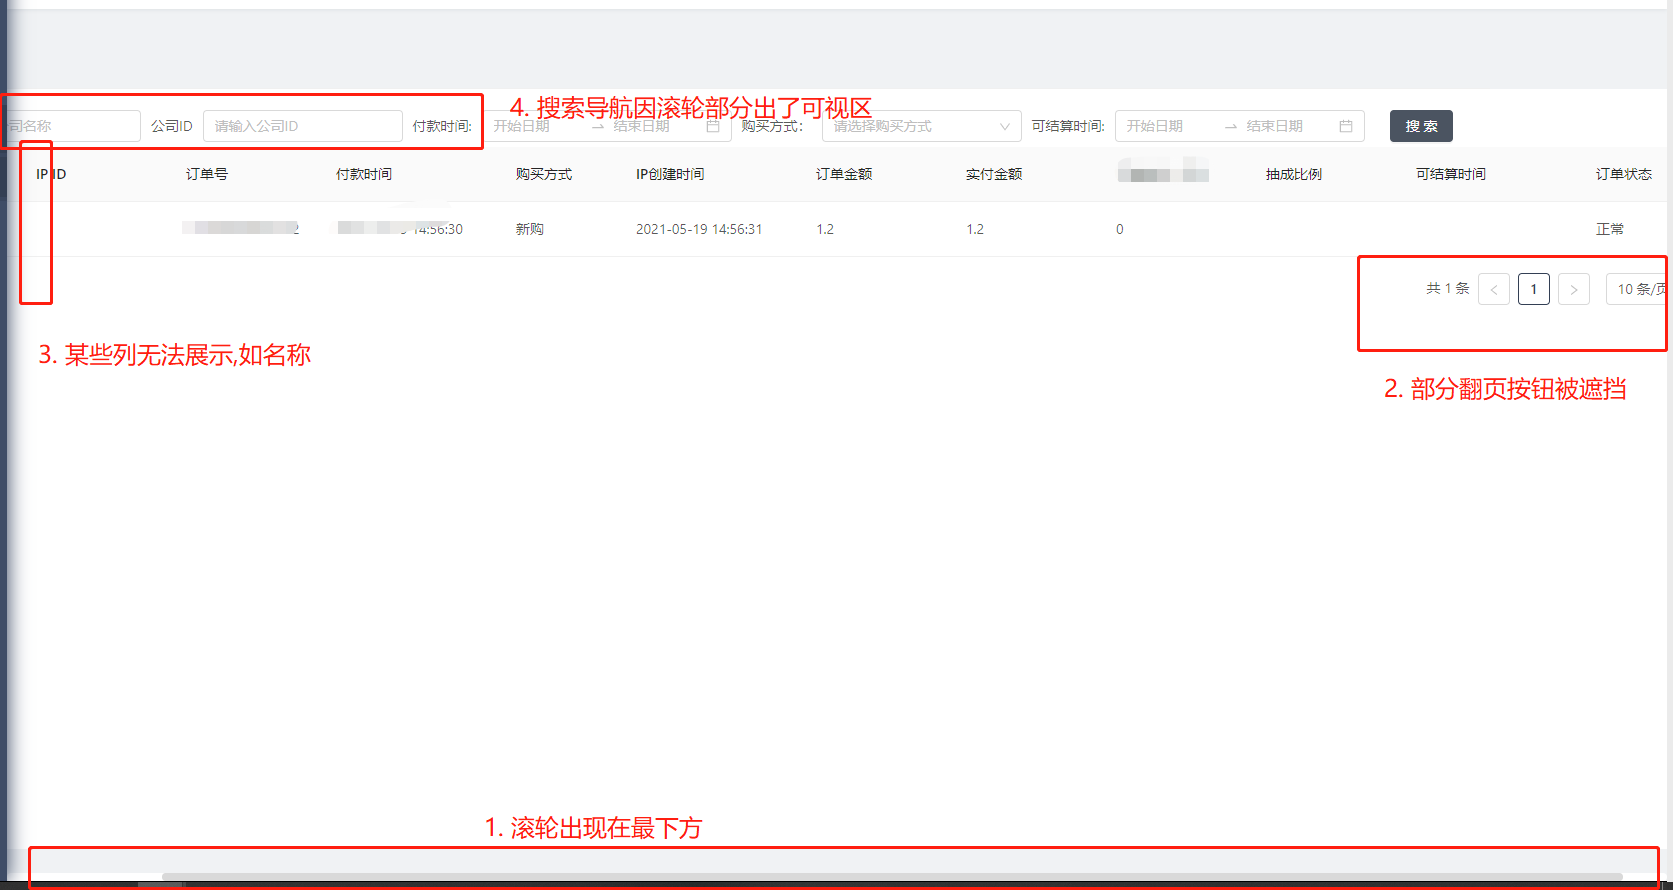 4. 搜索导航因滚轮部分出了可视区
司名称 公司ID 请输入公司ID 付款时间: 开始日期 → 结束日期 购买方式: 请选择购买方式 可结算时间: 开始日期 → 结束日期 搜 索
IP ID 订单号 付款时间 购买方式 IP创建时间 订单金额 实付金额 抽成比例 可结算时间 订单状态
14:56:30 新购 2021-05-19 14:56:31 1.2 1.2 0 正常
共 1 条 < 1 > 10 条/页
3. 某些列无法展示,如名称
2. 部分翻页按钮被遮挡
1. 滚轮出现在最下方